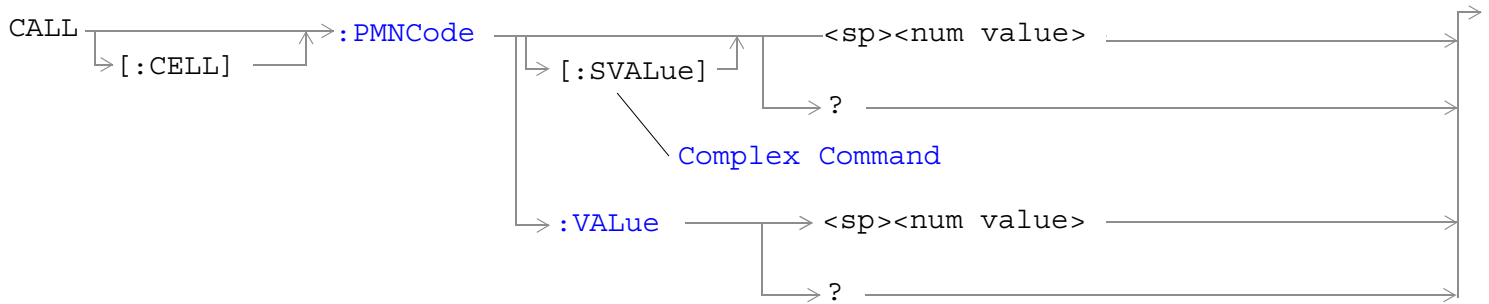 CALL :PMNCode <sp><num value>
[:CELL] [:SVALue]
?
Complex Command
:VALue <sp><num value>
?